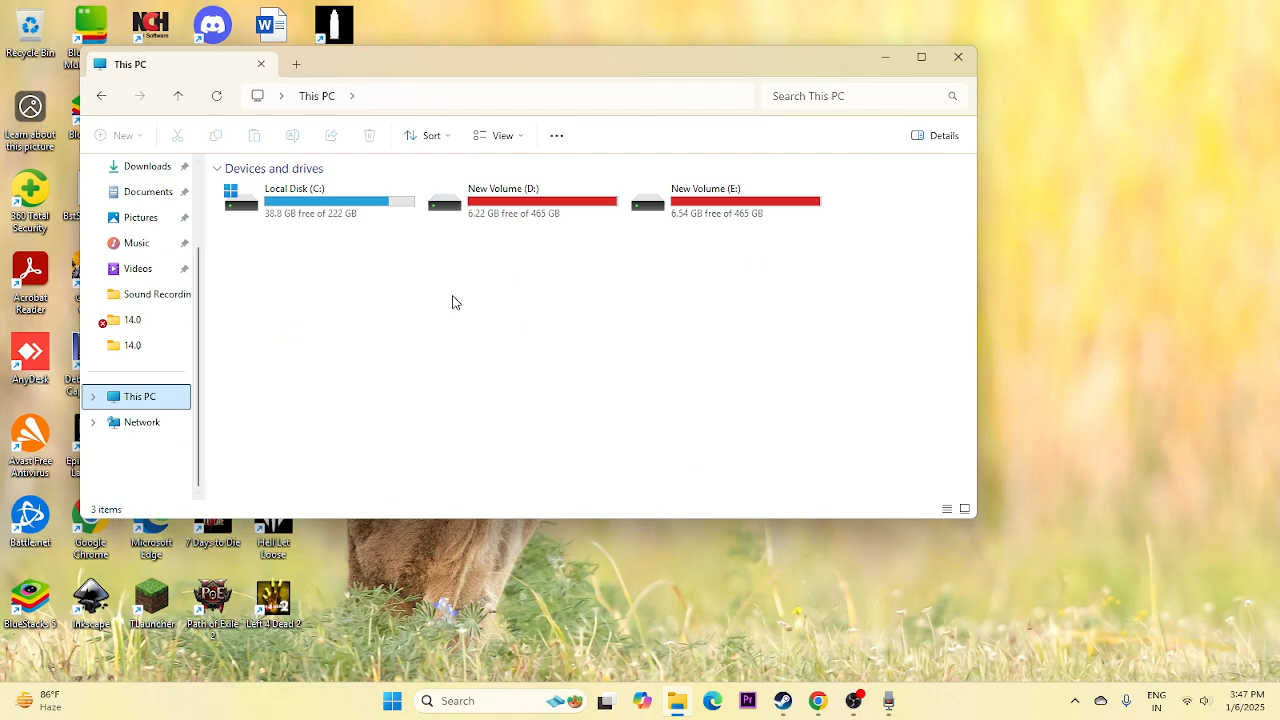 Recycle Bin
NCH
Software
W
This PC
This PC
Search This PC
Learn about
this picture
New
Sort
View
Details
360 Total
Security
Downloads
Documents
Pictures
Music
Videos
Sound Recordin
14.0
14.0
This PC
Network
Devices and drives
Local Disk (C:)
38.8 GB free of 222 GB
New Volume (D:)
6.22 GB free of 465 GB
New Volume (E:)
6.54 GB free of 465 GB
Acrobat
Reader
AnyDesk
Avast Free
Antivirus
3 items
Battle.net
Google
Chrome
Microsoft
Edge
7 Days to Die
Hell Let
Loose
BlueStacks 5
Inkscape
TLauncher
Path of Exile
2
Left 4 Dead 2
86°F
Haze
Search
Pr
ENG
IN
3:47 PM
1/6/2025